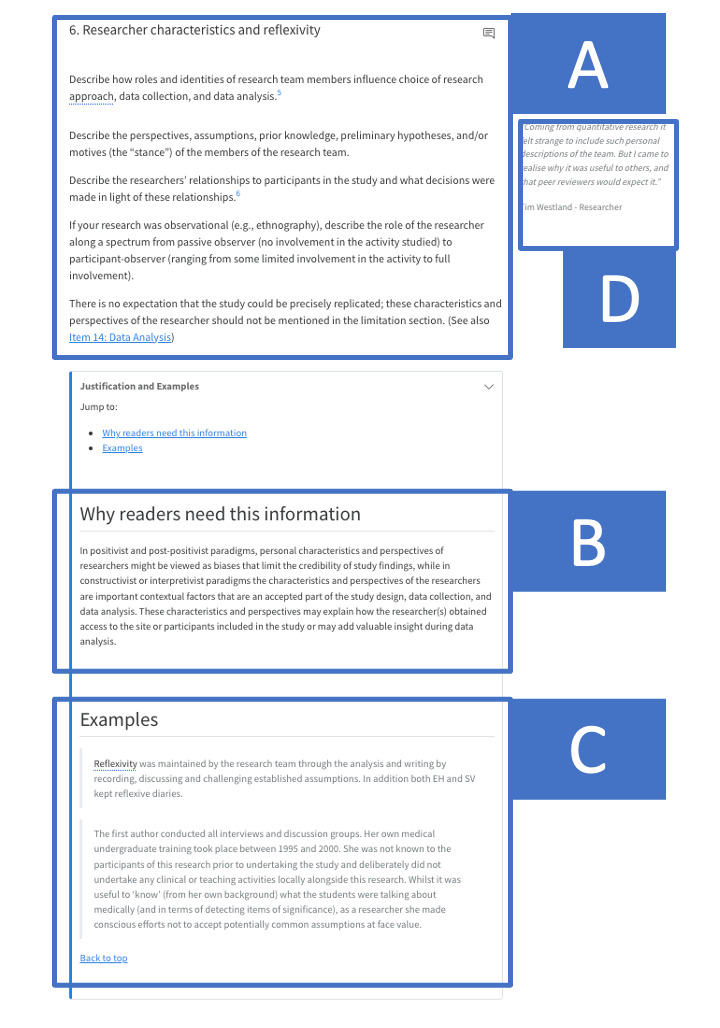 6. Researcher characteristics and reflexivity
A
Describe how roles and identities of research team members influence choice of research
approach, data collection, and data analysis.5
Describe the perspectives, assumptions, prior knowledge, preliminary hypotheses, and/or
motives (the “stance”) of the members of the research team.
Describe the researchers’ relationships to participants in the study and what decisions were
made in light of these relationships.6
If your research was observational (e.g., ethnography), describe the role of the researcher
along a spectrum from passive observer (no involvement in the activity studied) to
participant-observer (ranging from some limited involvement in the activity to full
involvement).
There is no expectation that the study could be precisely replicated; these characteristics and
perspectives of the researcher should not be mentioned in the limitation section. (See also
Item 14: Data Analysis)
“Coming from quantitative research it
felt strange to include such personal
descriptions of the team. But I came to
realise why it was useful to others, and
that peer reviewers would expect it.”
Tim Westland - Researcher
D
Justification and Examples
Jump to:
• Why readers need this information
• Examples
Why readers need this information
B
In positivist and post-positivist paradigms, personal characteristics and perspectives of
researchers might be viewed as biases that limit the credibility of study findings, while in
constructivist or interpretivist paradigms the characteristics and perspectives of the researchers
are important contextual factors that are an accepted part of the study design, data collection, and
data analysis. These characteristics and perspectives may explain how the researcher(s) obtained
access to the site or participants included in the study or may add valuable insight during data
analysis.
Examples
C
Reflexivity was maintained by the research team through the analysis and writing by
recording, discussing and challenging established assumptions. In addition both EH and SV
kept reflexive diaries.
The first author conducted all interviews and discussion groups. Her own medical
undergraduate training took place between 1995 and 2000. She was not known to the
participants of this research prior to undertaking the study and deliberately did not
undertake any clinical or teaching activities locally alongside this research. Whilst it was
useful to ‘know’ (from her own background) what the students were talking about
medically (and in terms of detecting items of significance), as a researcher she made
conscious efforts not to accept potentially common assumptions at face value.
Back to top